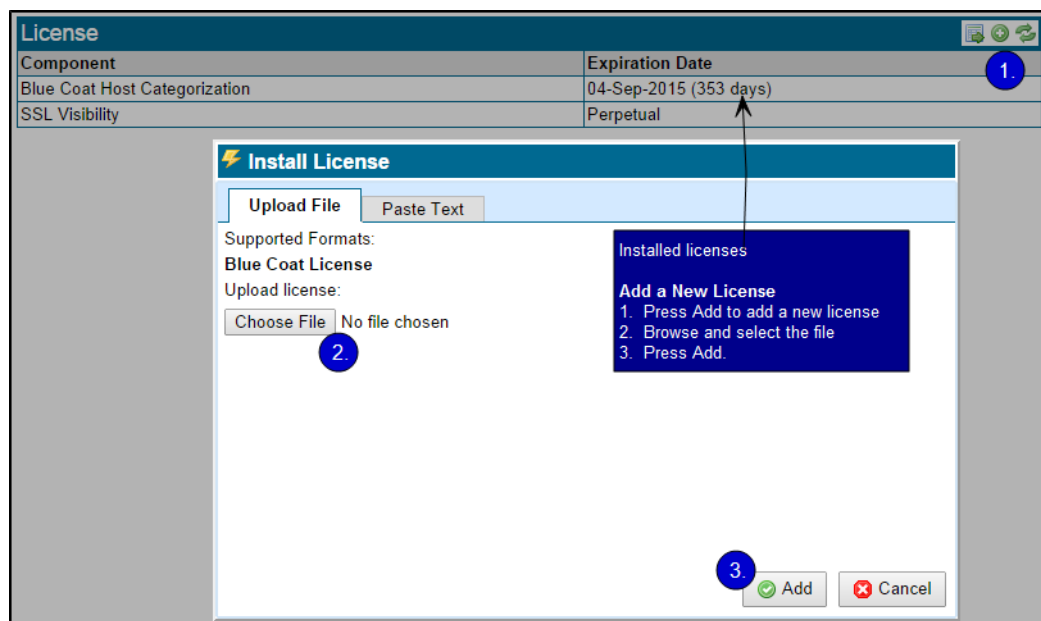 License
Component Expiration Date
1.
Blue Coat Host Categorization 04-Sep-2015 (353 days)
SSL Visibility Perpetual
Install License
Upload File Paste Text
Supported Formats:
Blue Coat License
Upload license:
Choose File No file chosen
2.
Installed licenses
Add a New License
1. Press Add to add a new license
2. Browse and select the file
3. Press Add.
3.
Add Cancel